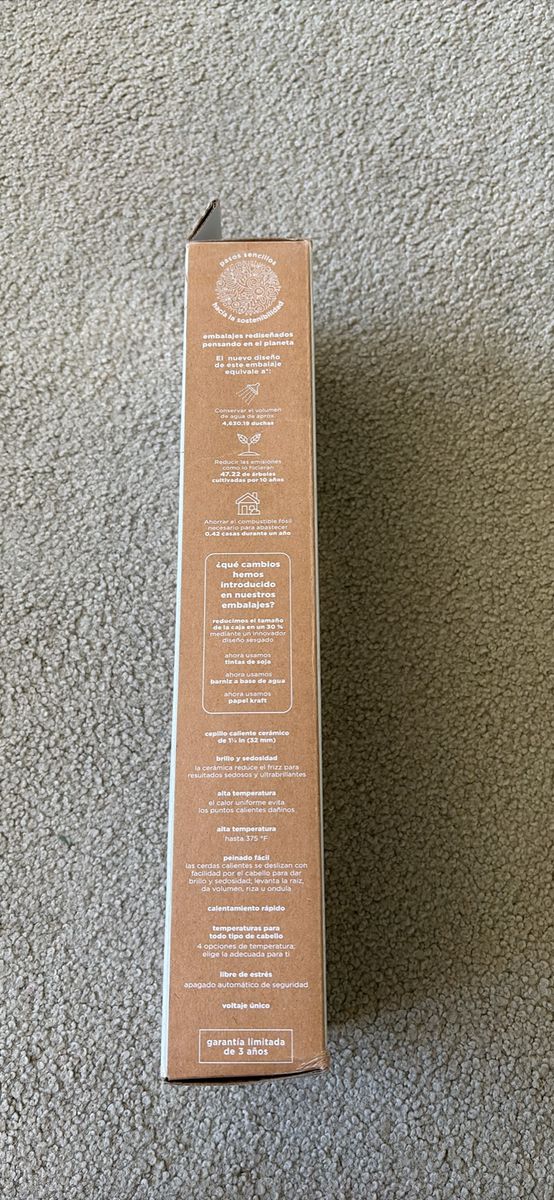 pasos sencillos
hacia la sostenibilidad
embalajes rediseñados
pensando en el planeta
El nuevo diseño
de este embalaje
equivale a*:
Conservar el volumen
de agua de aprox.
4,630.19 duchas
Reducir las emisiones
como lo hicieran
47.22 de árboles
cultivadas por 10 años
Ahorrar el combustible fósil
necesario para abastecer
0.42 casas durante un año
¿qué cambios
hemos
introducido
en nuestros
embalajes?
reducimos el tamaño
de la caja en un 30 %
mediante un innovador
diseño sesgado
ahora usamos
tintas de soja
ahora usamos
barniz a base de agua
ahora usamos
papel kraft
cepillo caliente cerámico
de 1¼ in (32 mm)
brillo y sedosidad
la cerámica reduce el frizz para
resultados sedosos y ultrabrillantes
alta temperatura
el calor uniforme evita
los puntos calientes dañinos
alta temperatura
hasta 375 °F
peinado fácil
las cerdas calientes se deslizan con
facilidad por el cabello para dar
brillo y sedosidad; levanta la raíz,
da volumen, riza u ondula
calentamiento rápido
temperaturas para
todo tipo de cabello
4 opciones de temperatura;
elige la adecuada para ti
libre de estrés
apagado automático de seguridad
voltaje único
garantía limitada
de 3 años